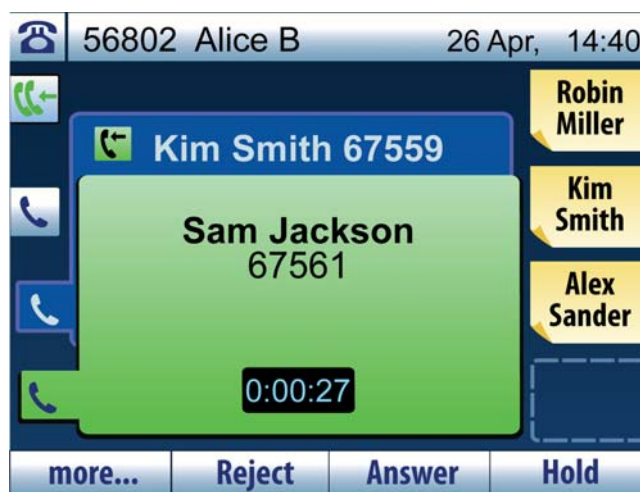 56802 Alice B 26 Apr, 14:40
Robin
Miller
Kim Smith 67559
Kim
Smith
Sam Jackson
67561
Alex
Sander
0:00:27
more... Reject Answer Hold